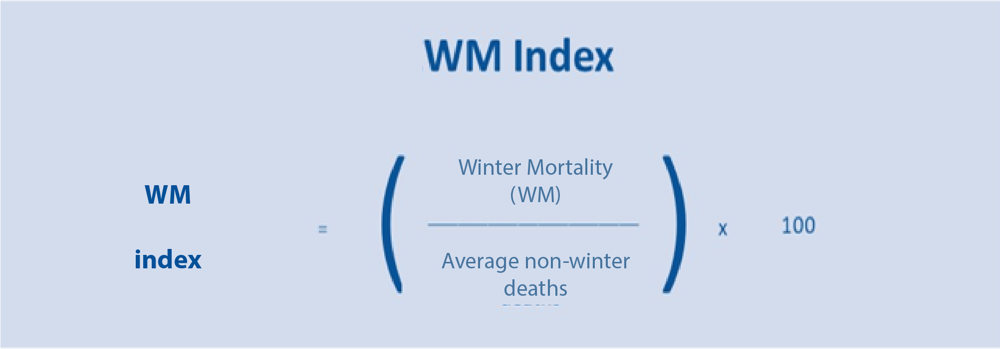 WM Index
WM
index
=
Winter Mortality
(WM)
Average non-winter
deaths
x
100